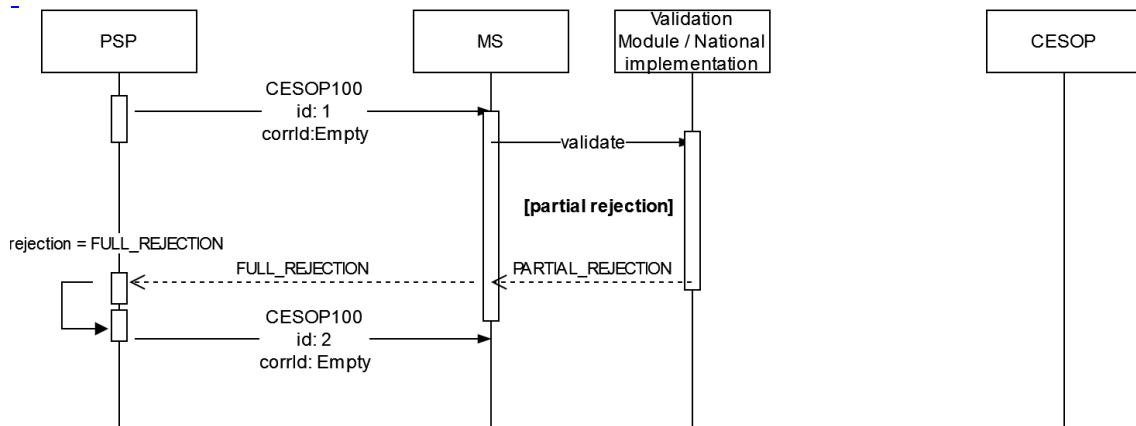 PSP
MS
Validation
Module / National
implementation
CESOP
CESOP100
id: 1
corrId:Empty
validate
[partial rejection]
rejection = FULL_REJECTION
FULL_REJECTION
PARTIAL_REJECTION
CESOP100
id: 2
corrId: Empty